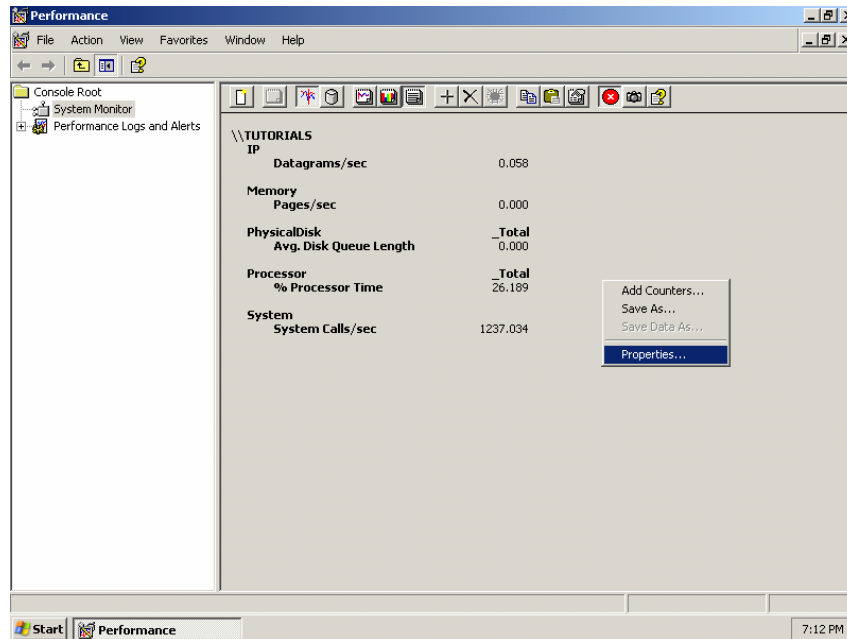 Performance
File Action View Favorites Window Help
Console Root
System Monitor
Performance Logs and Alerts
\\TUTORIALS
IP
Datagrams/sec 0.058
Memory
Pages/sec 0.000
PhysicalDisk _Total
Avg. Disk Queue Length 0.000
Processor _Total
% Processor Time 26.189
System
System Calls/sec 1237.034
Add Counters...
Save As...
Save Data As...
Properties...
Start Performance 7:12 PM